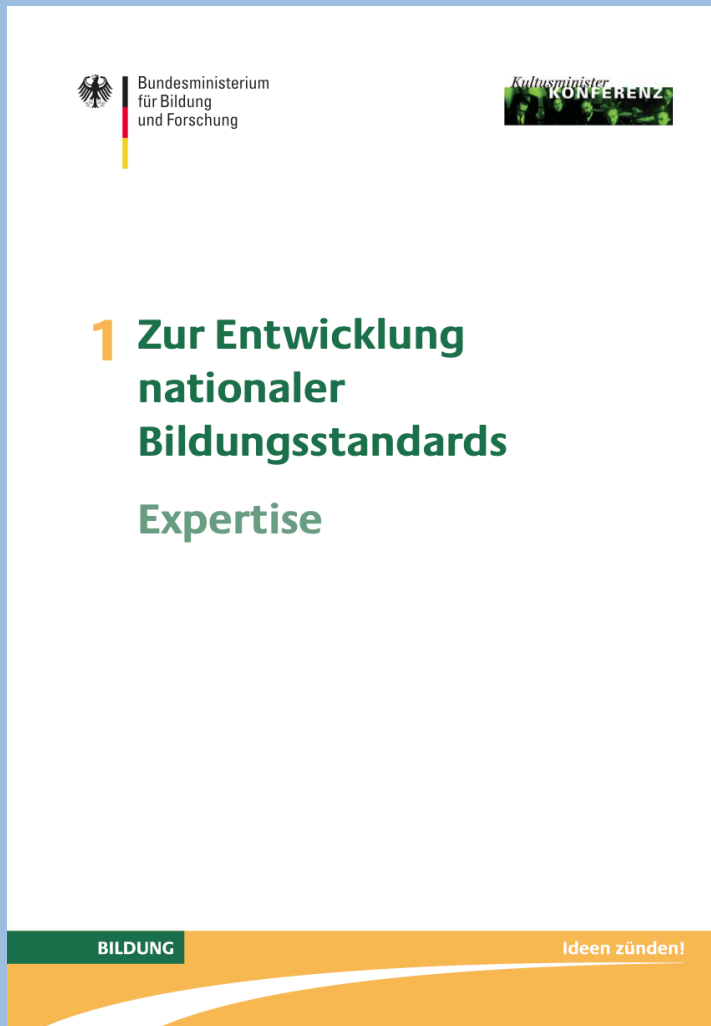 Bundesministerium
für Bildung
und Forschung
Kultusminister
KONFERENZ
1 Zur Entwicklung
nationaler
Bildungsstandards
Expertise
BILDUNG
Ideen zünden!